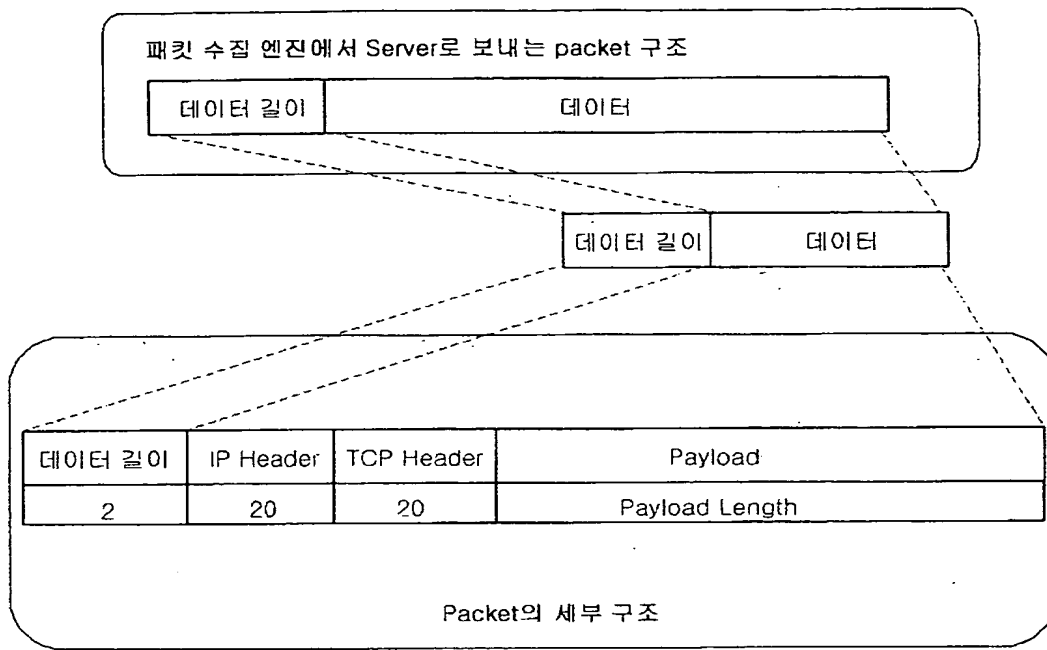 패킷 수집 엔진에서 Server로 보내는 packet 구조
데이터 길이 데이터
데이터 길이 데이터
데이터 길이 IP Header TCP Header Payload
2 20 20 Payload Length
Packet의 세부 구조